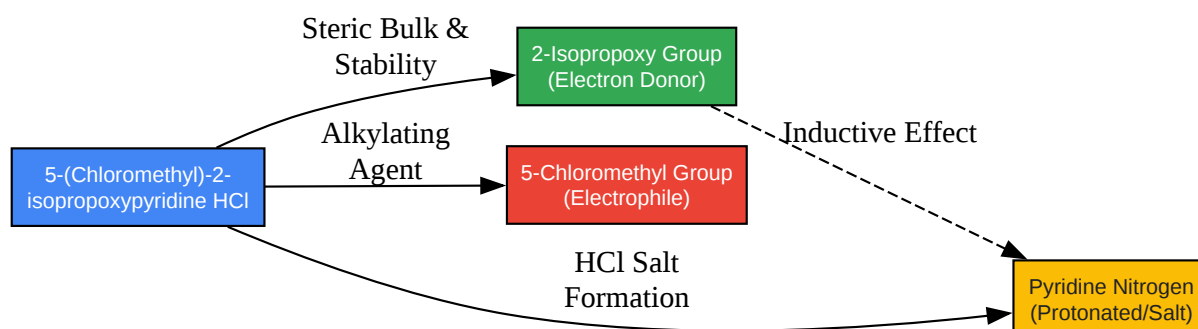 Steric Bulk &
Stability
2-Isopropoxy Group
(Electron Donor)
Alkylating
Agent
Inductive Effect
5-(Chloromethyl)-2-
isopropoxypyridine HCl
5-Chloromethyl Group
(Electrophile)
HCl Salt
Formation
Pyridine Nitrogen
(Protonated/Salt)